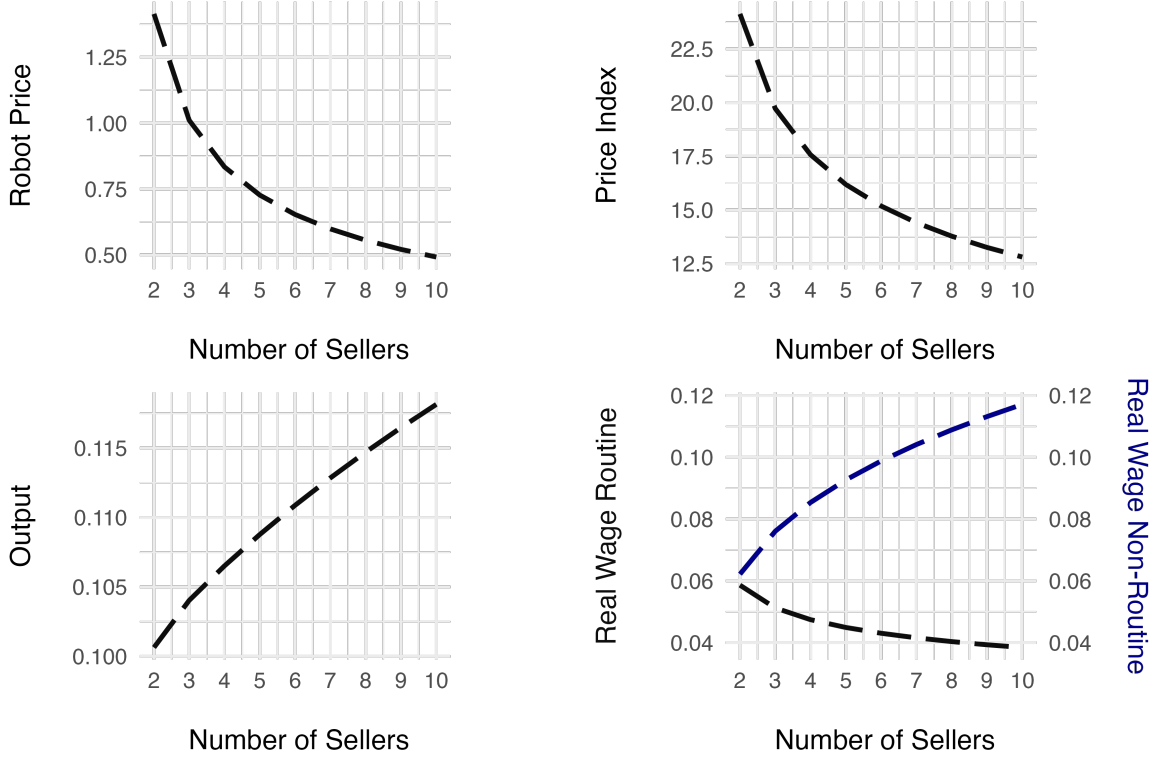 Robot Price
1.25
1.00
0.75
0.50
2 3 4 5 6 7 8 9 10
Number of Sellers
Price Index
22.5
20.0
17.5
15.0
12.5
2 3 4 5 6 7 8 9 10
Number of Sellers
Output
0.115
0.110
0.105
0.100
2 3 4 5 6 7 8 9 10
Number of Sellers
Real Wage Routine
0.12
0.10
0.08
0.06
0.04
2 3 4 5 6 7 8 9 10
Number of Sellers
0.12
0.10
0.08
0.06
0.04
Real Wage Non-Routine